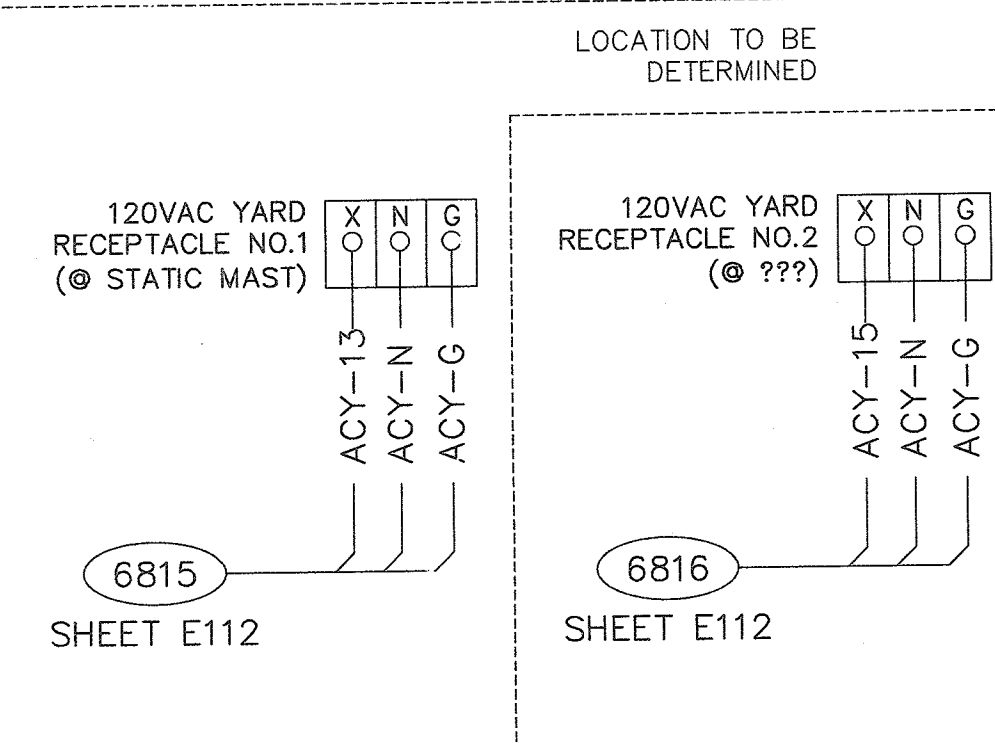 LOCATION TO BE
DETERMINED
120VAC YARD
RECEPTACLE NO.1
(@ STATIC MAST)
X N G
ACY-13
ACY-N
ACY-G
6815
SHEET E112
120VAC YARD
RECEPTACLE NO.2
(@ ???)
X N G
ACY-15
ACY-N
ACY-G
6816
SHEET E112